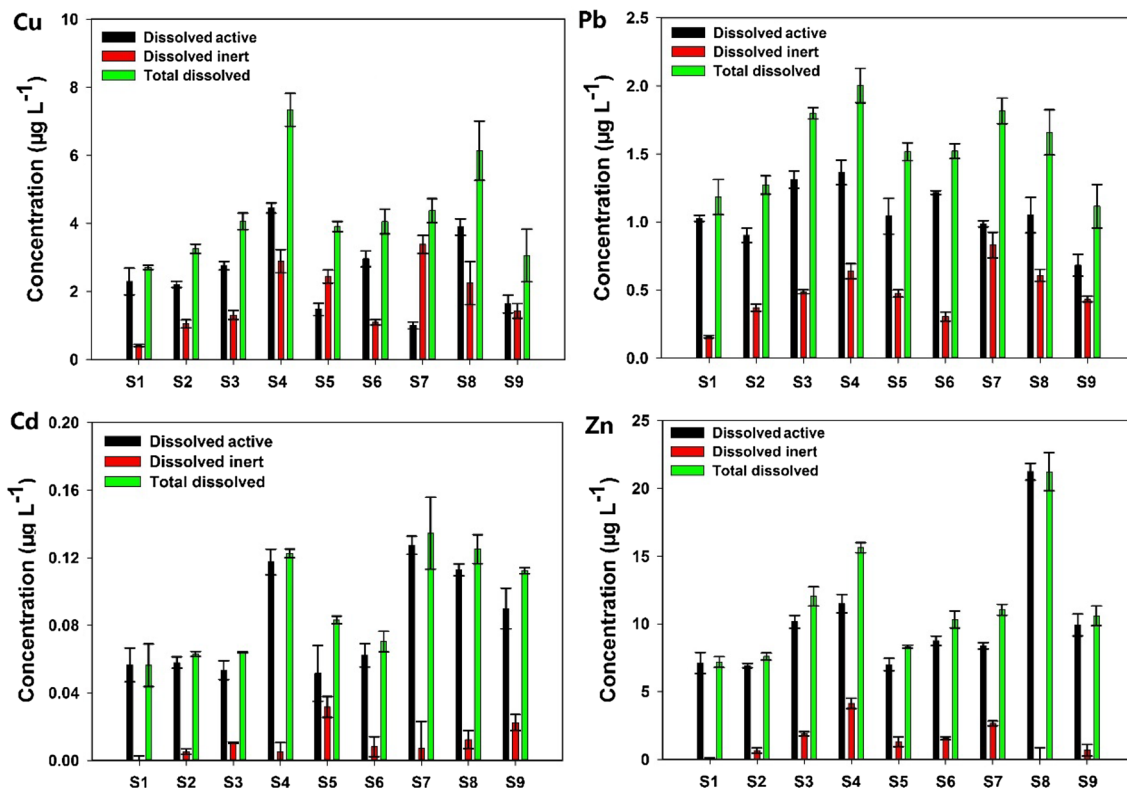 Cu
10
8
6
4
2
0
Concentration (µg L-1)
Dissolved active
Dissolved inert
Total dissolved
S1 S2 S3 S4 S5 S6 S7 S8 S9
Pb
2.5
2.0
1.5
1.0
0.5
0.0
Concentration (µg L-1)
Dissolved active
Dissolved inert
Total dissolved
S1 S2 S3 S4 S5 S6 S7 S8 S9
Cd
0.20
0.16
0.12
0.08
0.04
0.00
Concentration (µg L-1)
Dissolved active
Dissolved inert
Total dissolved
S1 S2 S3 S4 S5 S6 S7 S8 S9
Zn
25
20
15
10
5
0
Concentration (µg L-1)
Dissolved active
Dissolved inert
Total dissolved
S1 S2 S3 S4 S5 S6 S7 S8 S9